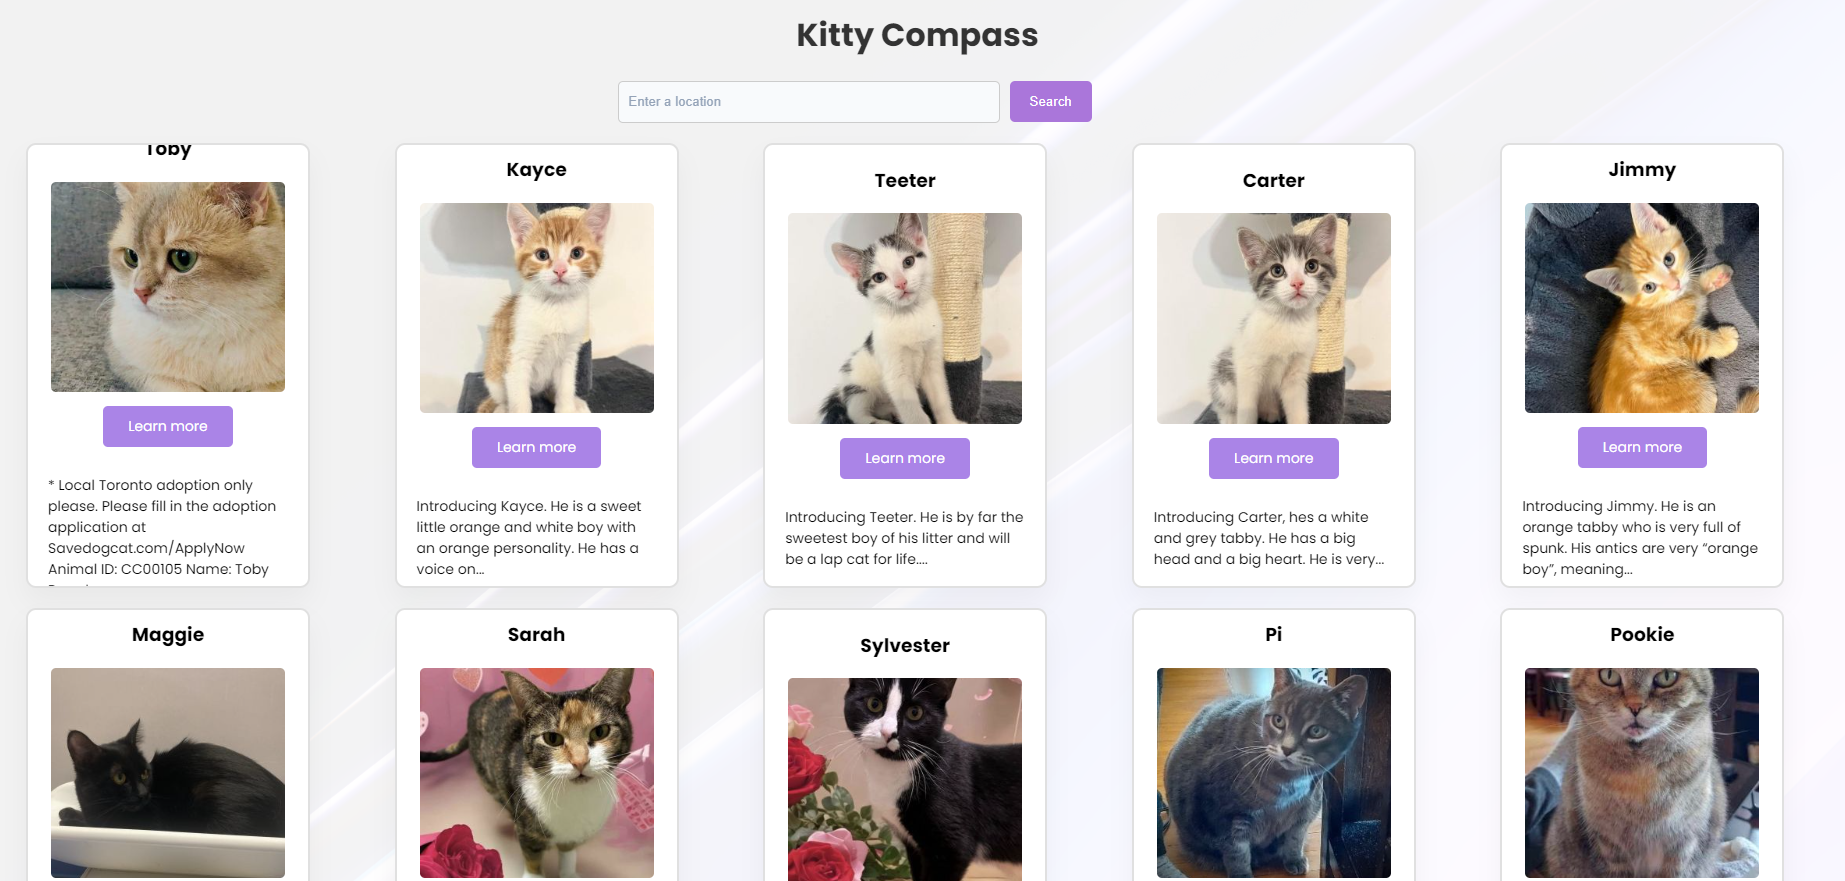 Kitty Compass
Enter a location
Search
Toby
Learn more
* Local Toronto adoption only
please. Please fill in the adoption
application at
Savedogcat.com/ApplyNow
Animal ID: CC00105 Name: Toby
Kayce
Learn more
Introducing Kayce. He is a sweet
little orange and white boy with
an orange personality. He has a
voice on...
Teeter
Learn more
Introducing Teeter. He is by far the
sweetest boy of his litter and will
be a lap cat for life....
Carter
Learn more
Introducing Carter, hes a white
and grey tabby. He has a big
head and a big heart. He is very...
Jimmy
Learn more
Introducing Jimmy. He is an
orange tabby who is very full of
spunk. His antics are very “orange
boy”, meaning...
Maggie
Sarah
Sylvester
Pi
Pookie